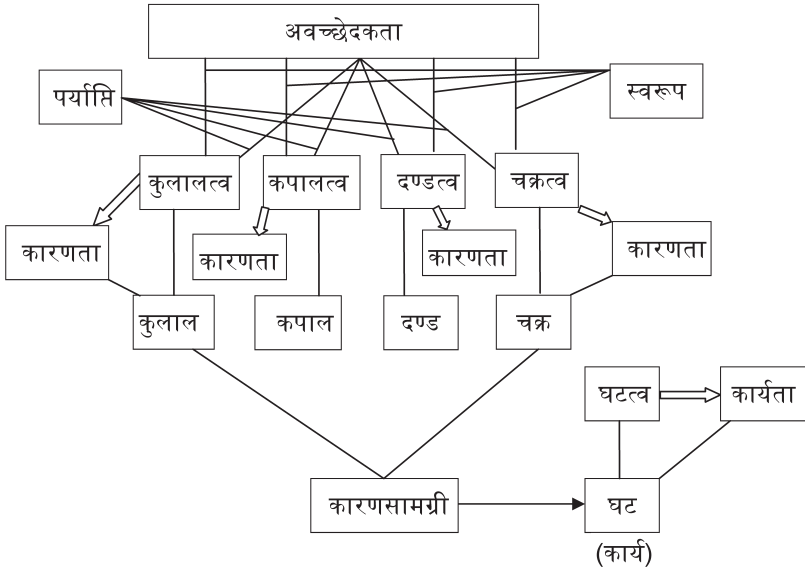 अवच्छेदकता
पर्याप्ति
स्वरूप
कुलालत्व
कपालत्व
दण्डत्व
चक्रत्व
कारणता
कारणता
कारणता
कारणता
कुलाल
कपाल
दण्ड
चक्र
घटत्व
कार्यता
कारणसामग्री
घट
(कार्य)